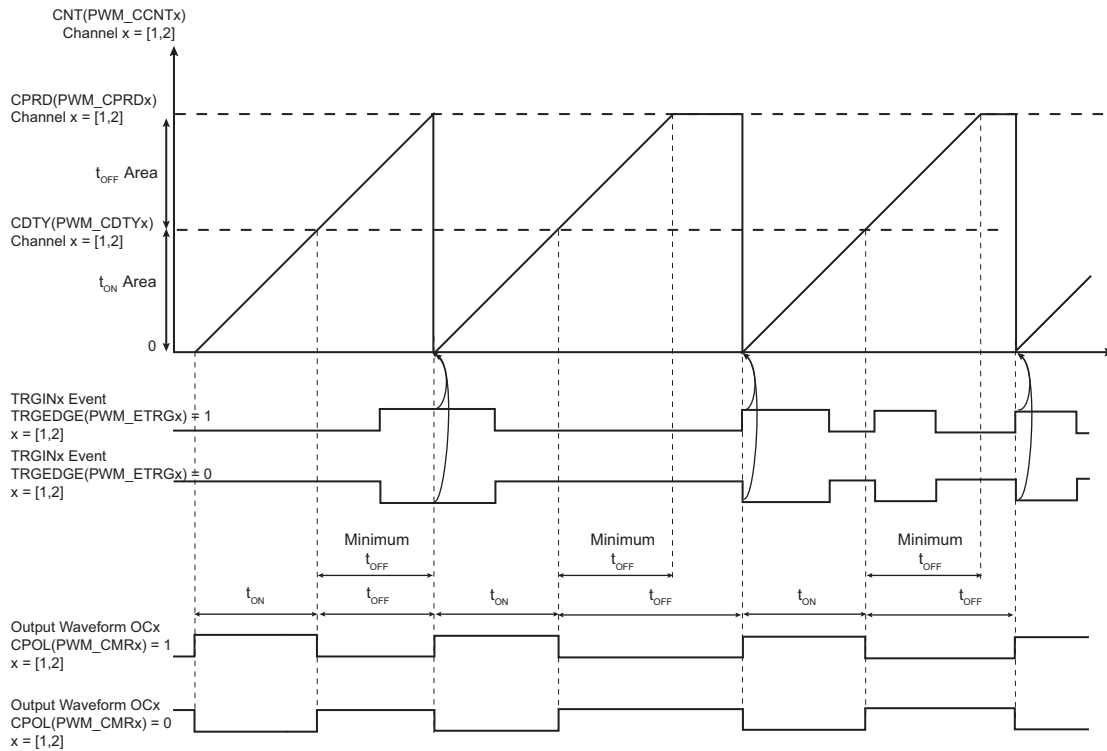 CNT(PWM_CCNTx)
Channel x = [1,2]
CPRD(PWM_CPRDx)
Channel x = [1,2]
tOFF Area
CDTY(PWM_CDTYx)
Channel x = [1,2]
tON Area
0
TRGINx Event
TRGEDGE(PWM_ETRGx) = 1
x = [1,2]
TRGINx Event
TRGEDGE(PWM_ETRGx) = 0
x = [1,2]
Minimum
tOFF
Minimum
tOFF
Minimum
tOFF
tON
tOFF
tON
tOFF
tON
tOFF
Output Waveform OCx
CPOL(PWM_CMRx) = 1
x = [1,2]
Output Waveform OCx
CPOL(PWM_CMRx) = 0
x = [1,2]